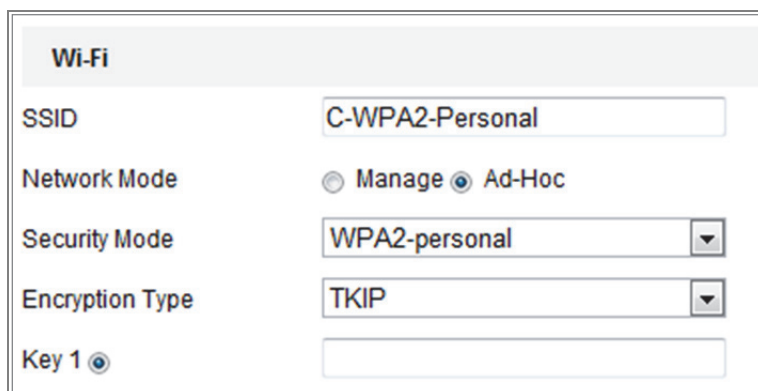 Wi-Fi
SSID C-WPA2-Personal
Network Mode Manage Ad-Hoc
Security Mode WPA2-personal
Encryption Type TKIP
Key 1